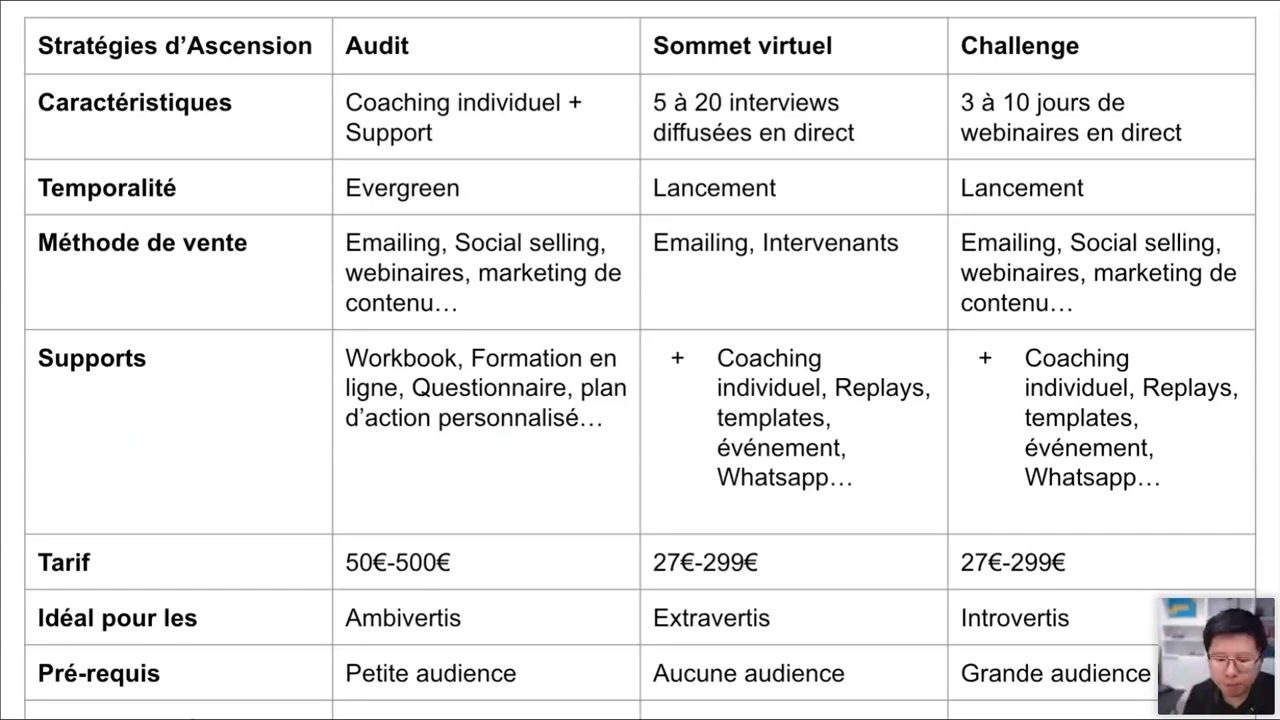 Stratégies d’Ascension
Audit
Sommet virtuel
Challenge
Caractéristiques
Coaching individuel +
Support
5 à 20 interviews
diffusées en direct
3 à 10 jours de
webinaires en direct
Temporalité
Evergreen
Lancement
Lancement
Méthode de vente
Emailing, Social selling,
webinaires, marketing de
contenu…
Emailing, Intervenants
Emailing, Social selling,
webinaires, marketing de
contenu…
Supports
Workbook, Formation en
ligne, Questionnaire, plan
d’action personnalisé…
+ Coaching
individuel, Replays,
templates,
événement,
Whatsapp…
+ Coaching
individuel, Replays,
templates,
événement,
Whatsapp…
Tarif
50€-500€
27€-299€
27€-299€
Idéal pour les
Ambivertis
Extravertis
Introvertis
Pré-requis
Petite audience
Aucune audience
Grande audience